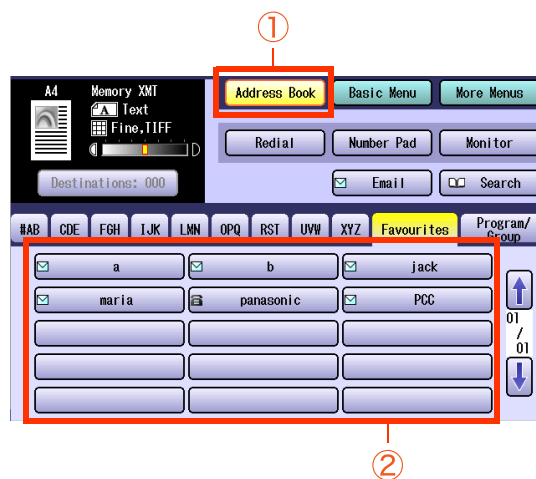 ①
A4 Memory XMT
A Text
Fine,TIFF
D
Destinations: 000
Address Book Basic Menu More Menus
Redial Number Pad Monitor
Email Search
#AB CDE FGH IJK LMN OPQ RST UVW XYZ Favourites Program/
Group
a b jack
maria panasonic PCC
01
/
01
②